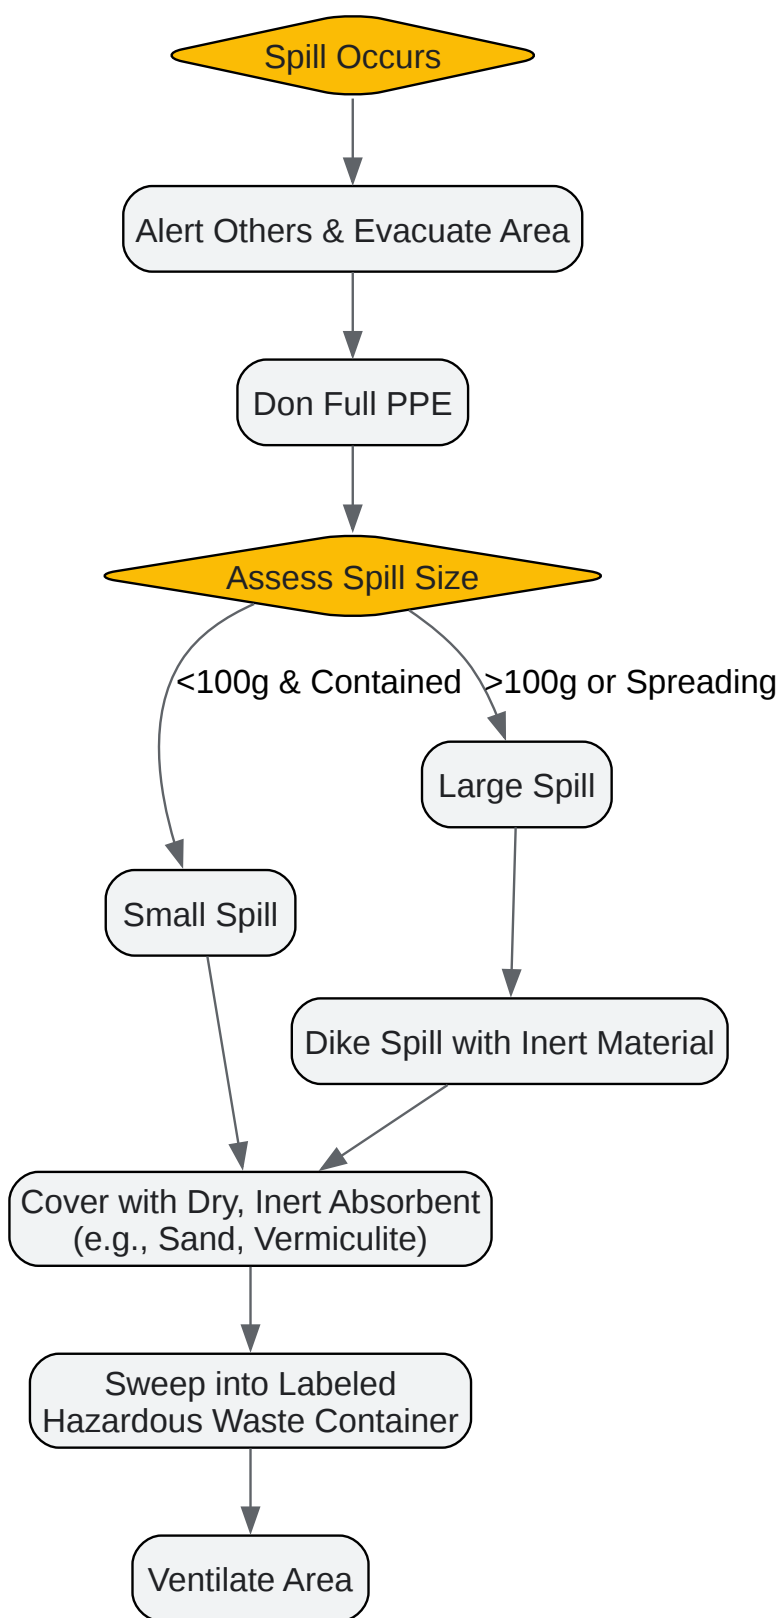 Spill Occurs
Alert Others & Evacuate Area
Don Full PPE
Assess Spill Size
<100g & Contained
>100g or Spreading
Large Spill
Small Spill
Dike Spill with Inert Material
Cover with Dry, Inert Absorbent
(e.g., Sand, Vermiculite)
Sweep into Labeled
Hazardous Waste Container
Ventilate Area